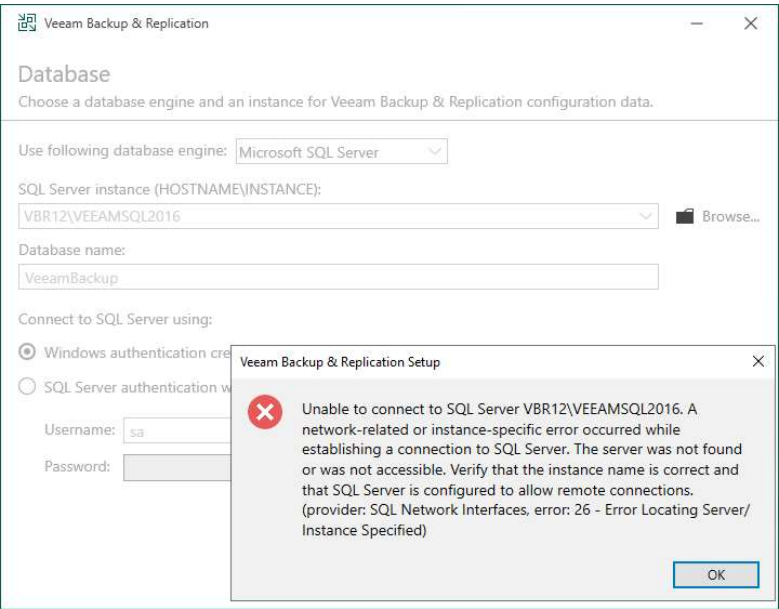 Veeam Backup & Replication
Database
Choose a database engine and an instance for Veeam Backup & Replication configuration data.
Use following database engine: Microsoft SQL Server
SQL Server instance (HOSTNAME\INSTANCE):
VBR12\VEEAMSQL2016 Browse...
Database name:
VeeamBackup
Connect to SQL Server using:
Windows authentication cre
SQL Server authentication w
Username: sa
Password:
Veeam Backup & Replication Setup
Unable to connect to SQL Server VBR12\VEEAMSQL2016. A
network-related or instance-specific error occurred while
establishing a connection to SQL Server. The server was not found
or was not accessible. Verify that the instance name is correct and
that SQL Server is configured to allow remote connections.
(provider: SQL Network Interfaces, error: 26 - Error Locating Server/
Instance Specified)
OK